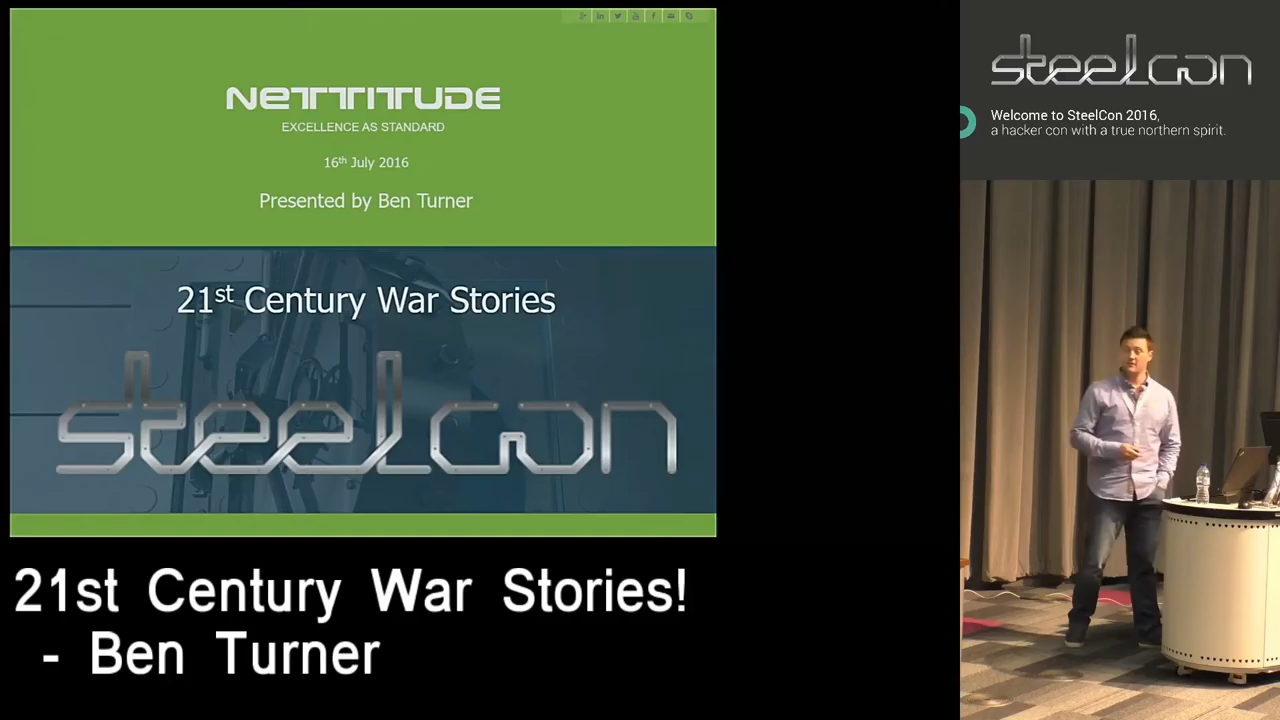 NETTITUDE
EXCELLENCE AS STANDARD
16th July 2016
Presented by Ben Turner
21st Century War Stories
steelcon
21st Century War Stories!
- Ben Turner
steelcon
Welcome to SteelCon 2016,
a hacker con with a true northern spirit.